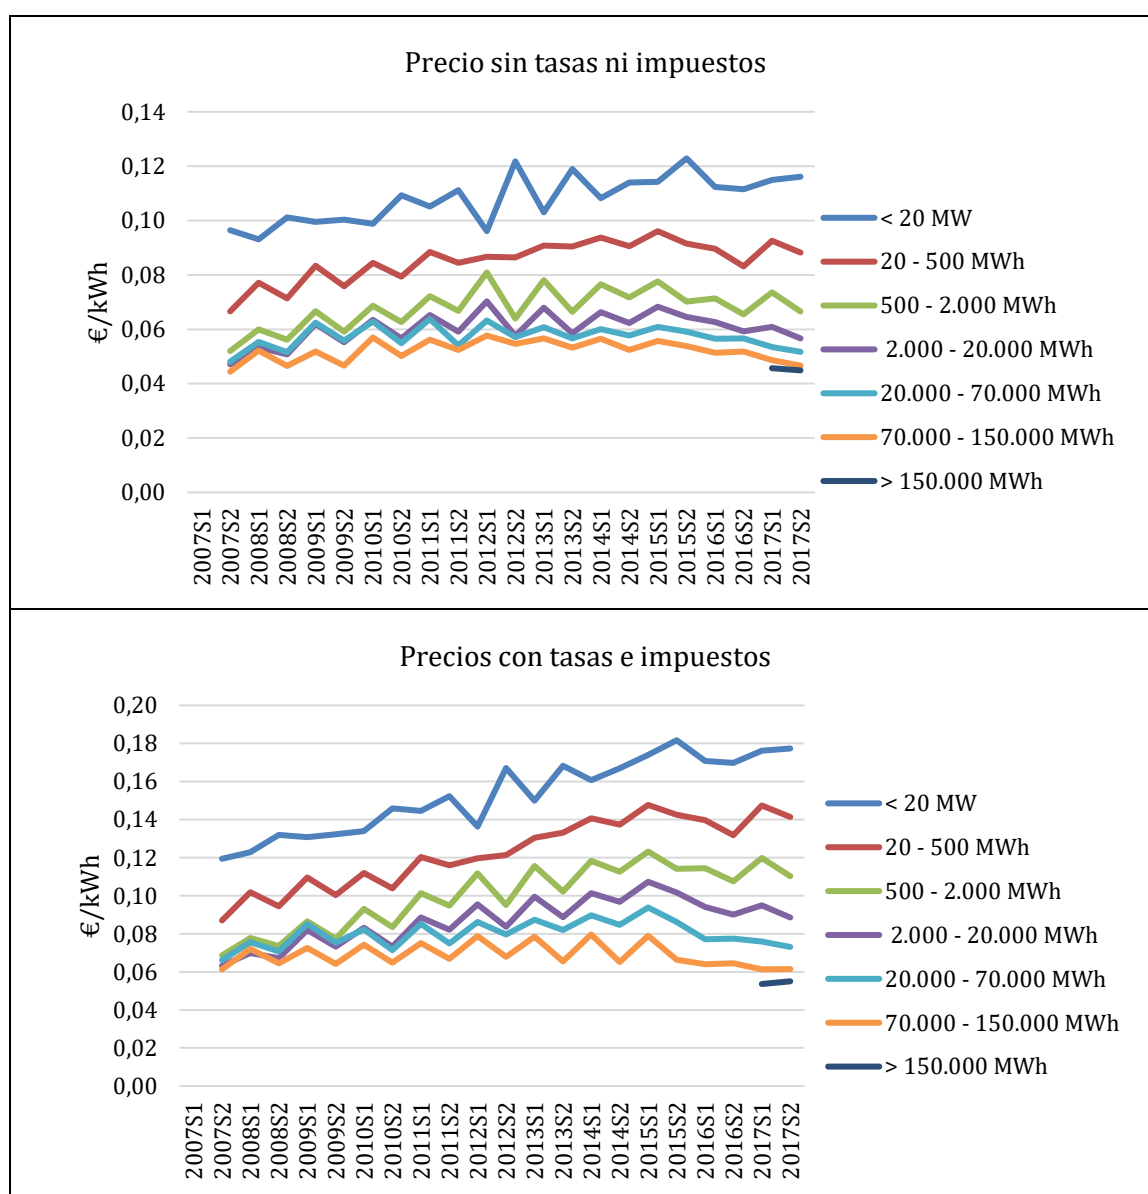 Precio sin tasas ni impuestos
€/kWh
0,14
0,12
0,10
0,08
0,06
0,04
0,02
0,00
2007S1
2007S2
2008S1
2008S2
2009S1
2009S2
2010S1
2010S2
2011S1
2011S2
2012S1
2012S2
2013S1
2013S2
2014S1
2014S2
2015S1
2015S2
2016S1
2016S2
2017S1
2017S2
< 20 MW
20 - 500 MWh
500 - 2.000 MWh
2.000 - 20.000 MWh
20.000 - 70.000 MWh
70.000 - 150.000 MWh
> 150.000 MWh
Precios con tasas e impuestos
€/kWh
0,20
0,18
0,16
0,14
0,12
0,10
0,08
0,06
0,04
0,02
0,00
2007S1
2007S2
2008S1
2008S2
2009S1
2009S2
2010S1
2010S2
2011S1
2011S2
2012S1
2012S2
2013S1
2013S2
2014S1
2014S2
2015S1
2015S2
2016S1
2016S2
2017S1
2017S2
< 20 MW
20 - 500 MWh
500 - 2.000 MWh
2.000 - 20.000 MWh
20.000 - 70.000 MWh
70.000 - 150.000 MWh
> 150.000 MWh